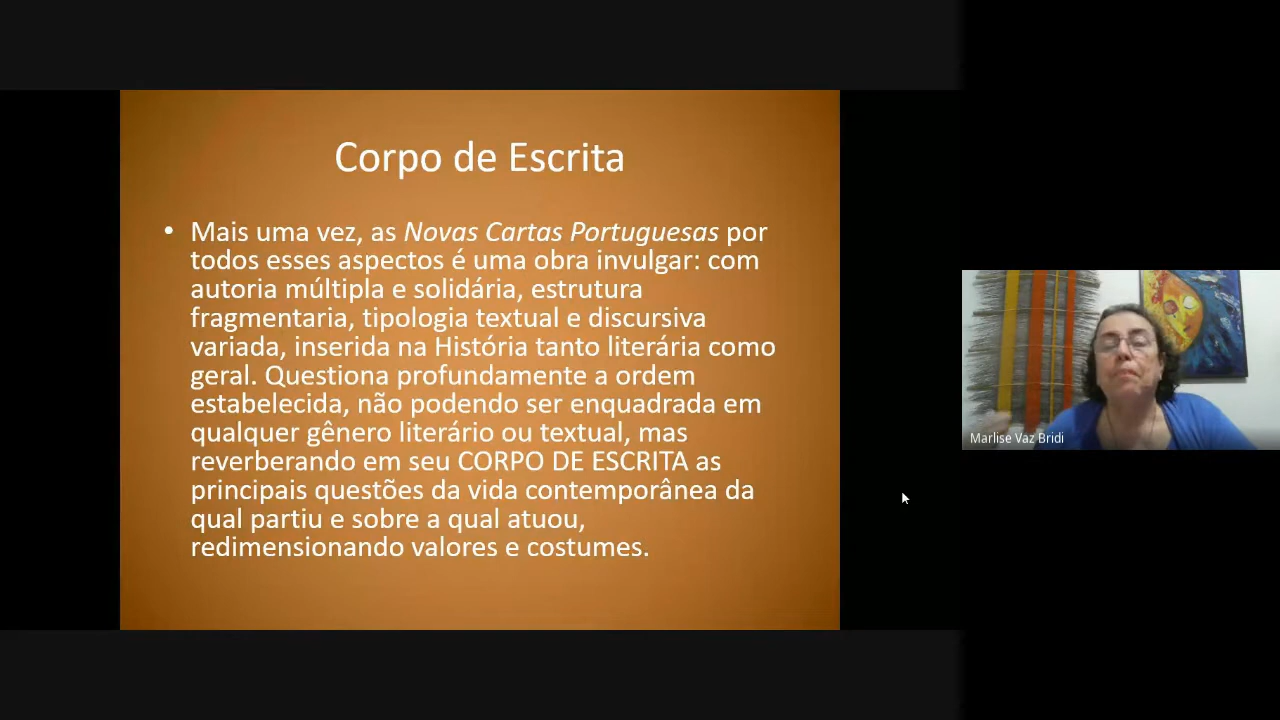 Corpo de Escrita
• Mais uma vez, as Novas Cartas Portuguesas por
todos esses aspectos é uma obra invulgar: com
autoria múltipla e solidária, estrutura
fragmentaria, tipologia textual e discursiva
variada, inserida na História tanto literária como
geral. Questiona profundamente a ordem
estabelecida, não podendo ser enquadrada em
qualquer gênero literário ou textual, mas
reverberando em seu CORPO DE ESCRITA as
principais questões da vida contemporânea da
qual partiu e sobre a qual atuou,
redimensionando valores e costumes.
Marlise Vaz Bridi